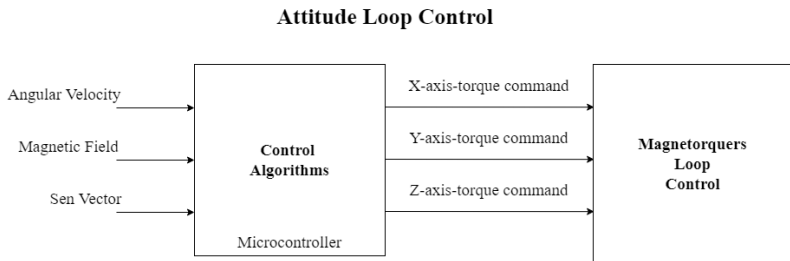 Attitude Loop Control
Angular Velocity
Magnetic Field
Sen Vector
Control
Algorithms
Microcontroller
X-axis-torque command
Y-axis-torque command
Z-axis-torque command
Magnetorquers
Loop
Control